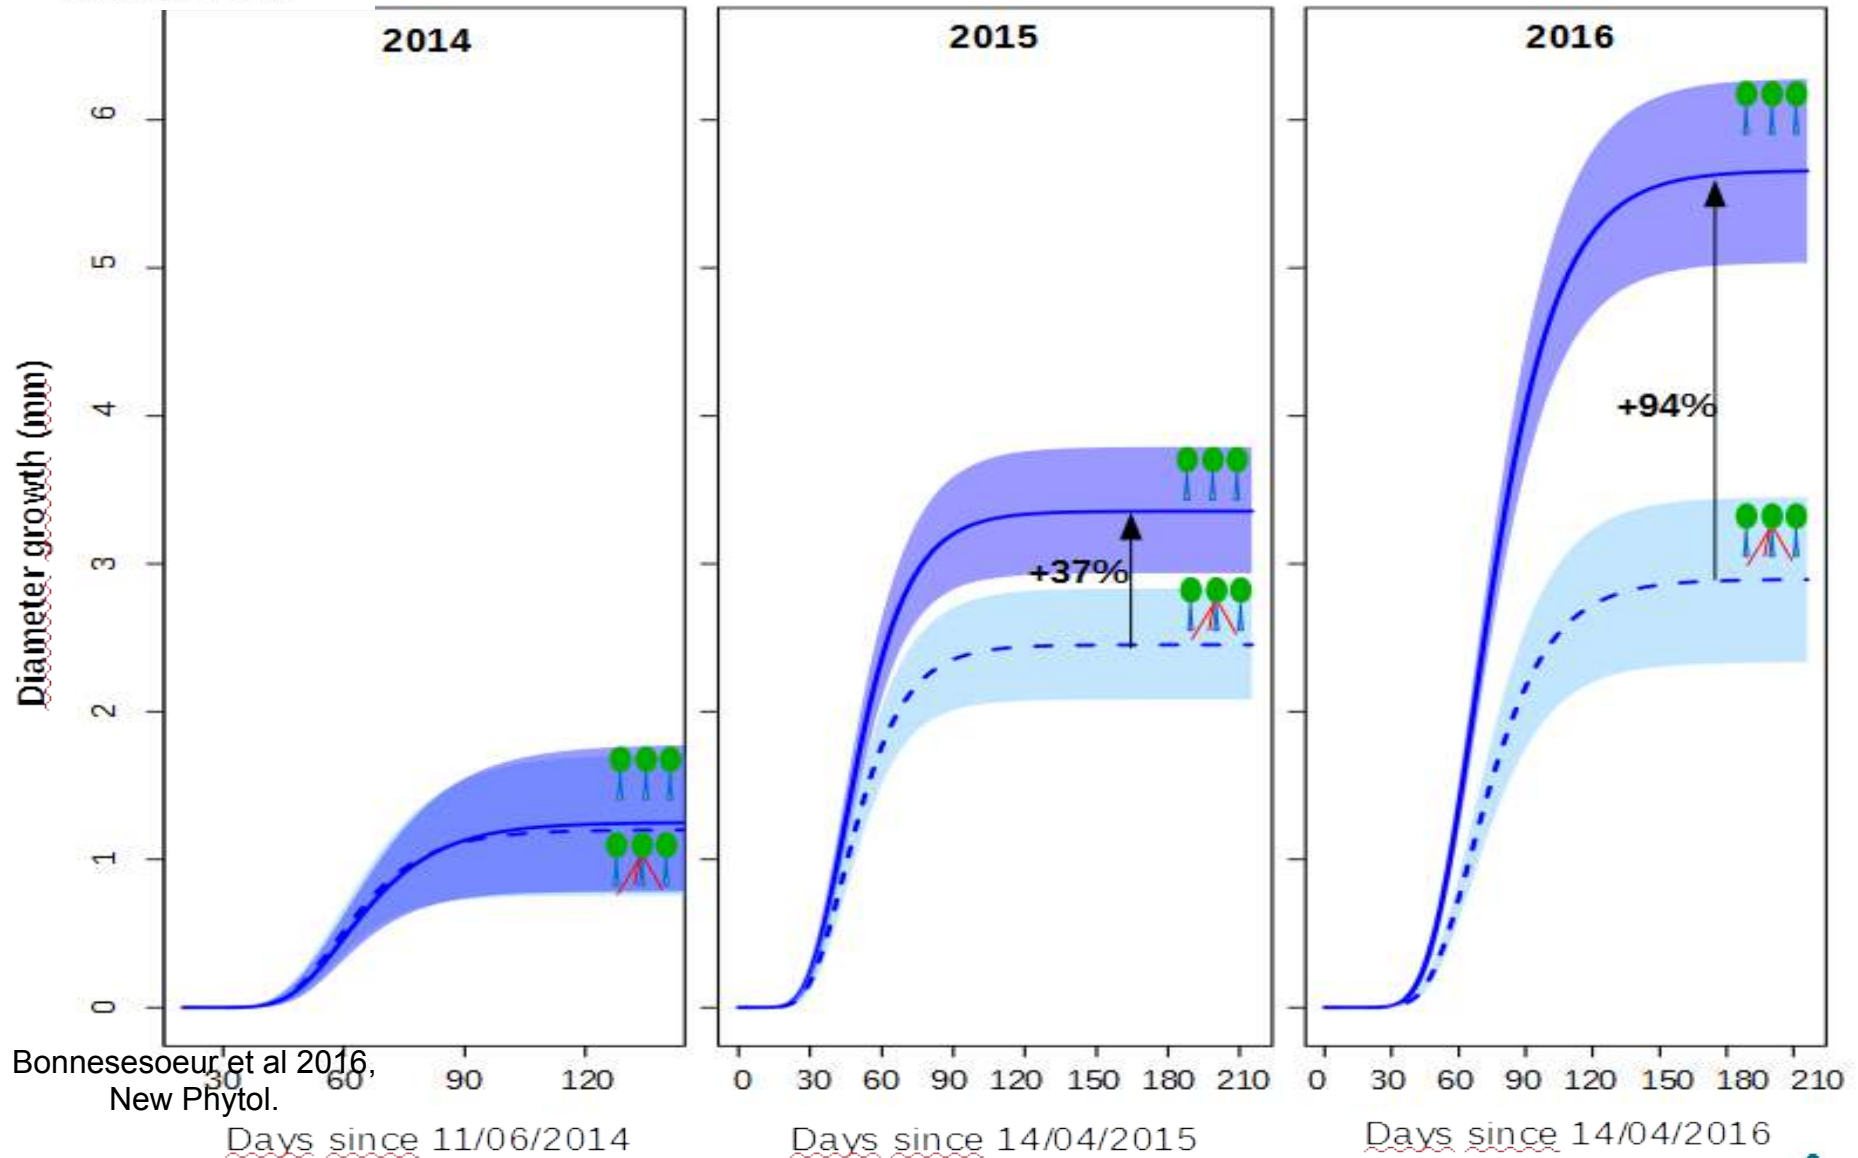 2014
2015
2016
Diameter growth (mm)
6
5
4
3
2
1
0
+37%
+94%
30 60 90 120
0 30 60 90 120 150 180 210
0 30 60 90 120 150 180 210
Bonnesesoeur et al 2016,
New Phytol.
Days since 11/06/2014
Days since 14/04/2015
Days since 14/04/2016